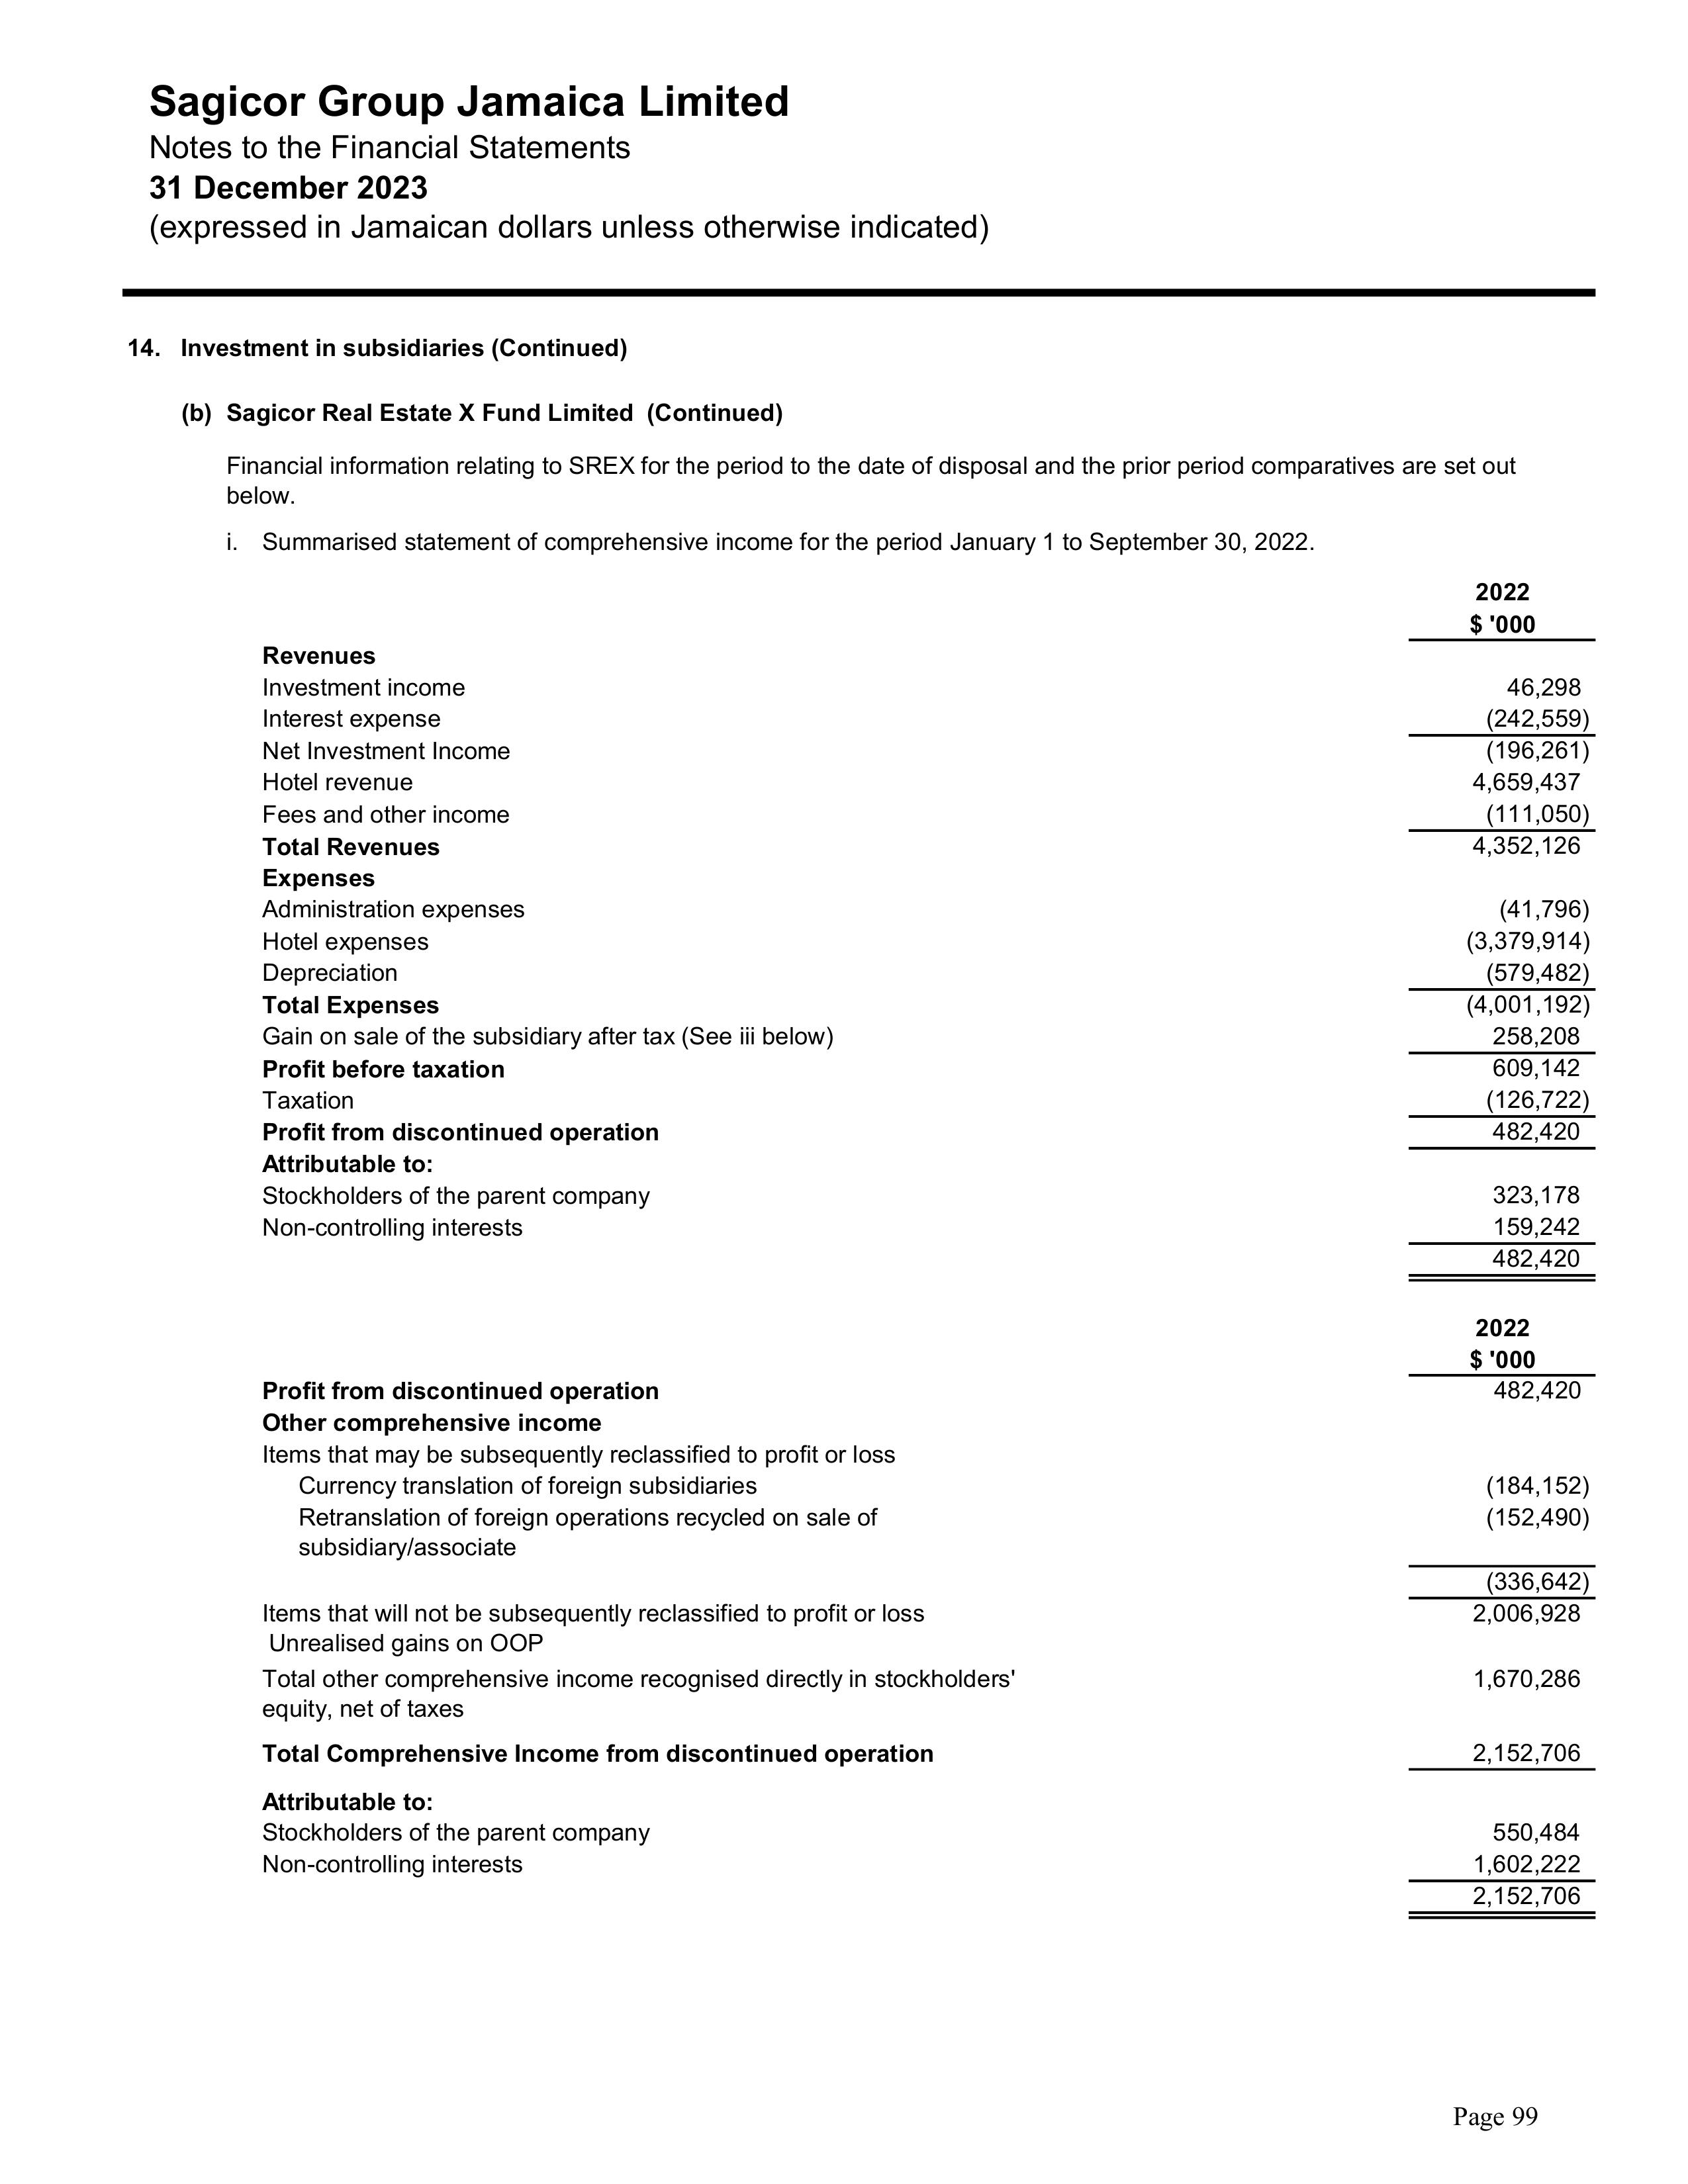 Sagicor Group Jamaica Limited
Notes to the Financial Statements
31 December 2023
(expressed in Jamaican dollars unless otherwise indicated)
14. Investment in subsidiaries (Continued)
(b) Sagicor Real Estate X Fund Limited (Continued)
Financial information relating to SREX for the period to the date of disposal and the prior period comparatives are set out
below.
i. Summarised statement of comprehensive income for the period January 1 to September 30, 2022.
2022
$ '000
Revenues
Investment income 46,298
Interest expense (242,559)
Net Investment Income (196,261)
Hotel revenue 4,659,437
Fees and other income (111,050)
Total Revenues 4,352,126
Expenses
Administration expenses (41,796)
Hotel expenses (3,379,914)
Depreciation (579,482)
Total Expenses (4,001,192)
Gain on sale of the subsidiary after tax (See iii below) 258,208
Profit before taxation 609,142
Taxation (126,722)
Profit from discontinued operation 482,420
Attributable to:
Stockholders of the parent company 323,178
Non-controlling interests 159,242
482,420
2022
$ '000
Profit from discontinued operation 482,420
Other comprehensive income
Items that may be subsequently reclassified to profit or loss
Currency translation of foreign subsidiaries (184,152)
Retranslation of foreign operations recycled on sale of (152,490)
subsidiary/associate
(336,642)
Items that will not be subsequently reclassified to profit or loss 2,006,928
Unrealised gains on OOP
Total other comprehensive income recognised directly in stockholders' 1,670,286
equity, net of taxes
Total Comprehensive Income from discontinued operation 2,152,706
Attributable to:
Stockholders of the parent company 550,484
Non-controlling interests 1,602,222
2,152,706
Page 99